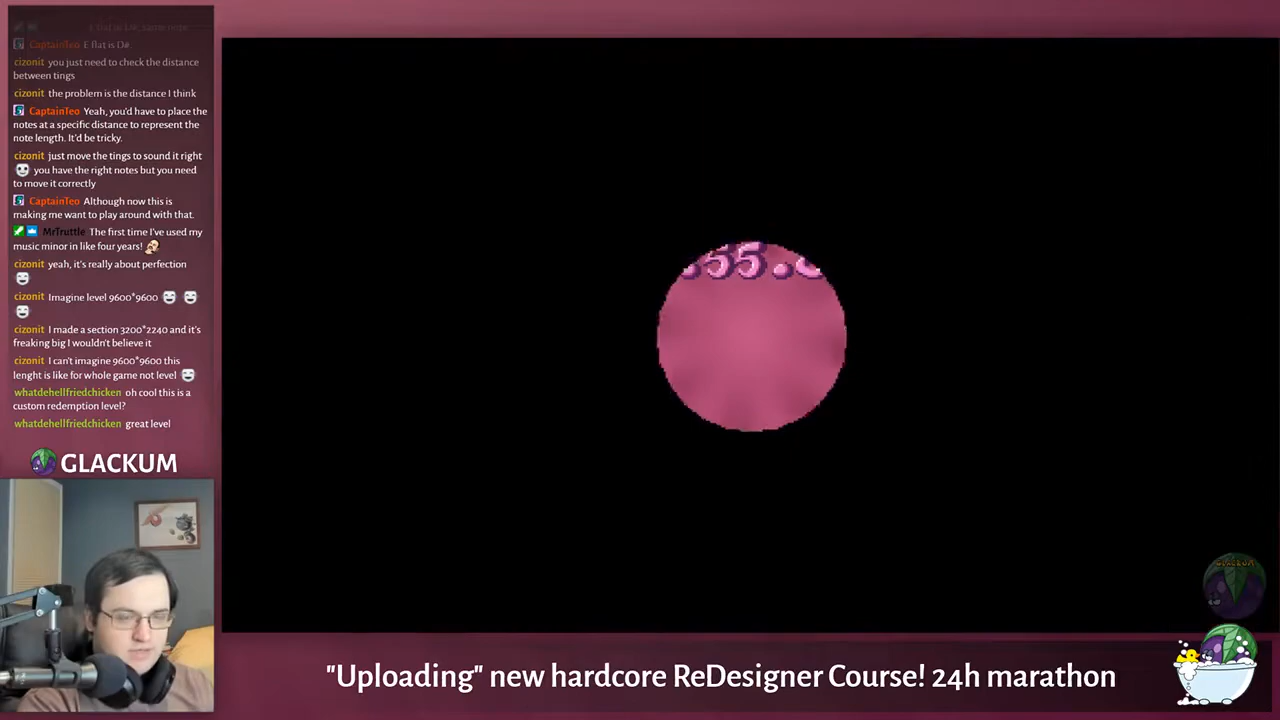 CaptainTeo E flat is D#.
cizonit you just need to check the distance
between tings
cizonit the problem is the distance I think
CaptainTeo Yeah, you'd have to place the
notes at a specific distance to represent the
note length. It'd be tricky.
cizonit just move the tings to sound it right
you have the right notes but you need
to move it correctly
CaptainTeo Although now this is
making me want to play around with that.
MrTruttle The first time I've used my
music minor in like four years!
cizonit yeah, it's really about perfection
cizonit Imagine level 9600*9600
cizonit I made a section 3200*2240 and it's
freaking big I wouldn't believe it
cizonit I can't imagine 9600*9600 this
lenght is like for whole game not level
whatdehellfriedchicken oh cool this is a
custom redemption level?
whatdehellfriedchicken great level
GLACKUM
55.
GLACKUM
"Uploading" new hardcore ReDesigner Course! 24h marathon